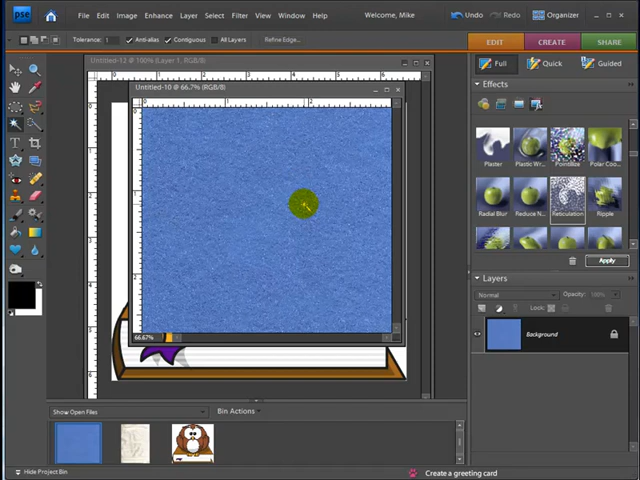 pse
File Edit Image Enhance Layer Select Filter View Window Help
Welcome, Mike
Undo Redo Organizer
Tolerance: Anti-alias Contiguous All Layers Refine Edge...
EDIT CREATE SHARE
Full Quick Guided
Untitled-12 @ 100% (Layer 1, RGB/8)
Untitled-10 @ 66.7% (RGB/8)
Effects
Plaster Plastic Wr... Pointillize Polar Coo...
Radial Blur Reduce N... Reticulation Ripple
Apply
Layers
Normal Opacity: 100%
Lock:
Background
66.67%
Show Open Files Bin Actions
Hide Project Bin
Create a greeting card